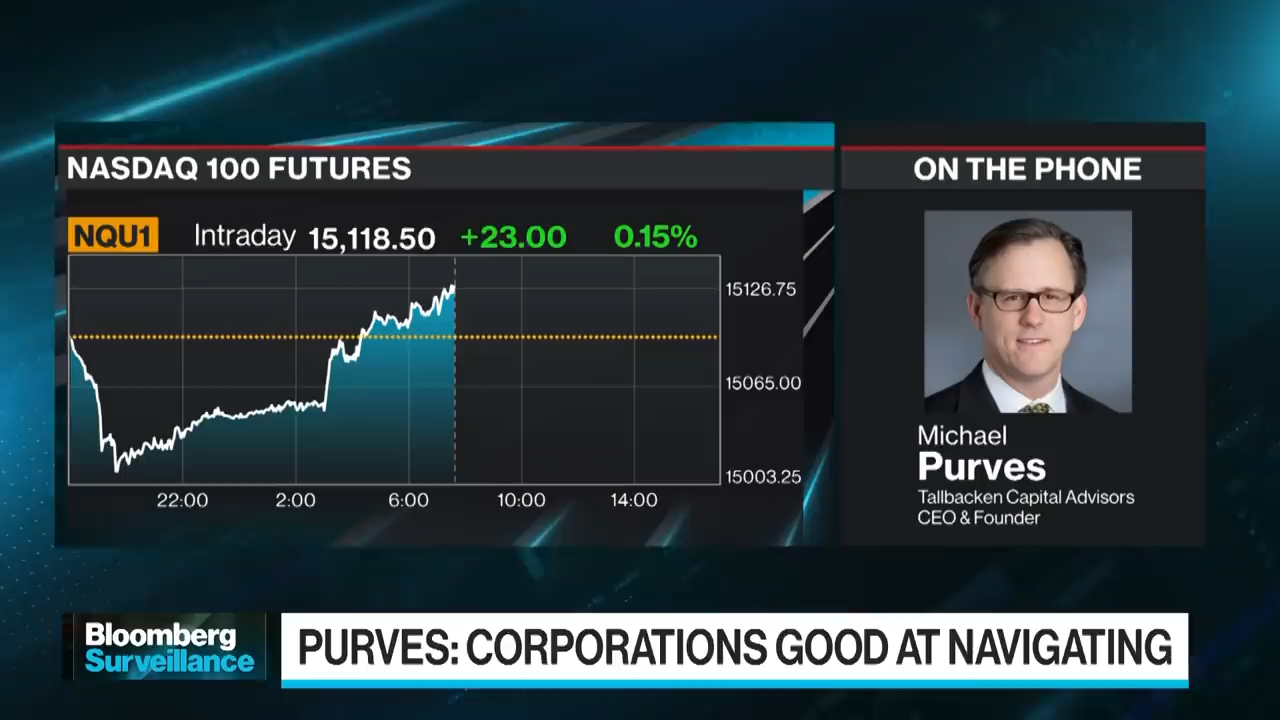 NASDAQ 100 FUTURES
NQU1 Intraday 15,118.50 +23.00 0.15%
15126.75
15065.00
15003.25
22:00 2:00 6:00 10:00 14:00
ON THE PHONE
Michael
Purves
Tallbacken Capital Advisors
CEO & Founder
Bloomberg
Surveillance
PURVES: CORPORATIONS GOOD AT NAVIGATING